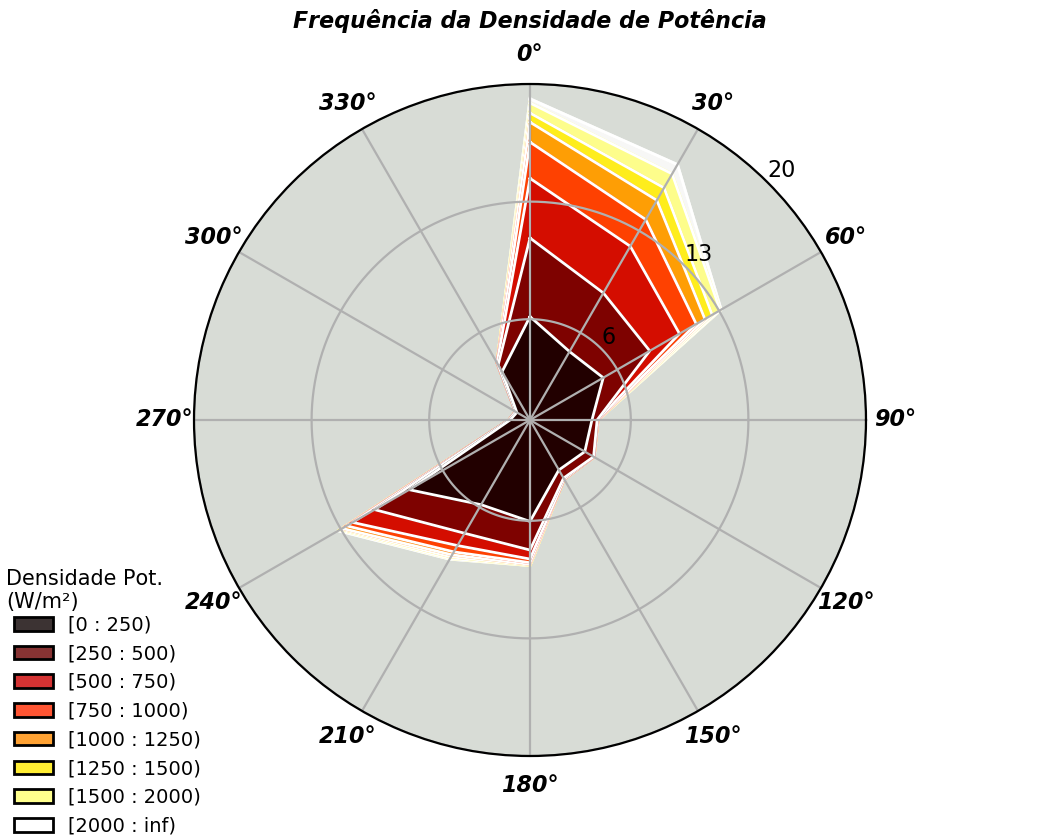 Frequência da Densidade de Potência
0°
330°
30°
20
300°
60°
13
6
270°
90°
240°
120°
210°
150°
180°
Densidade Pot.
(W/m²)
[0 : 250)
[250 : 500)
[500 : 750)
[750 : 1000)
[1000 : 1250)
[1250 : 1500)
[1500 : 2000)
[2000 : inf)